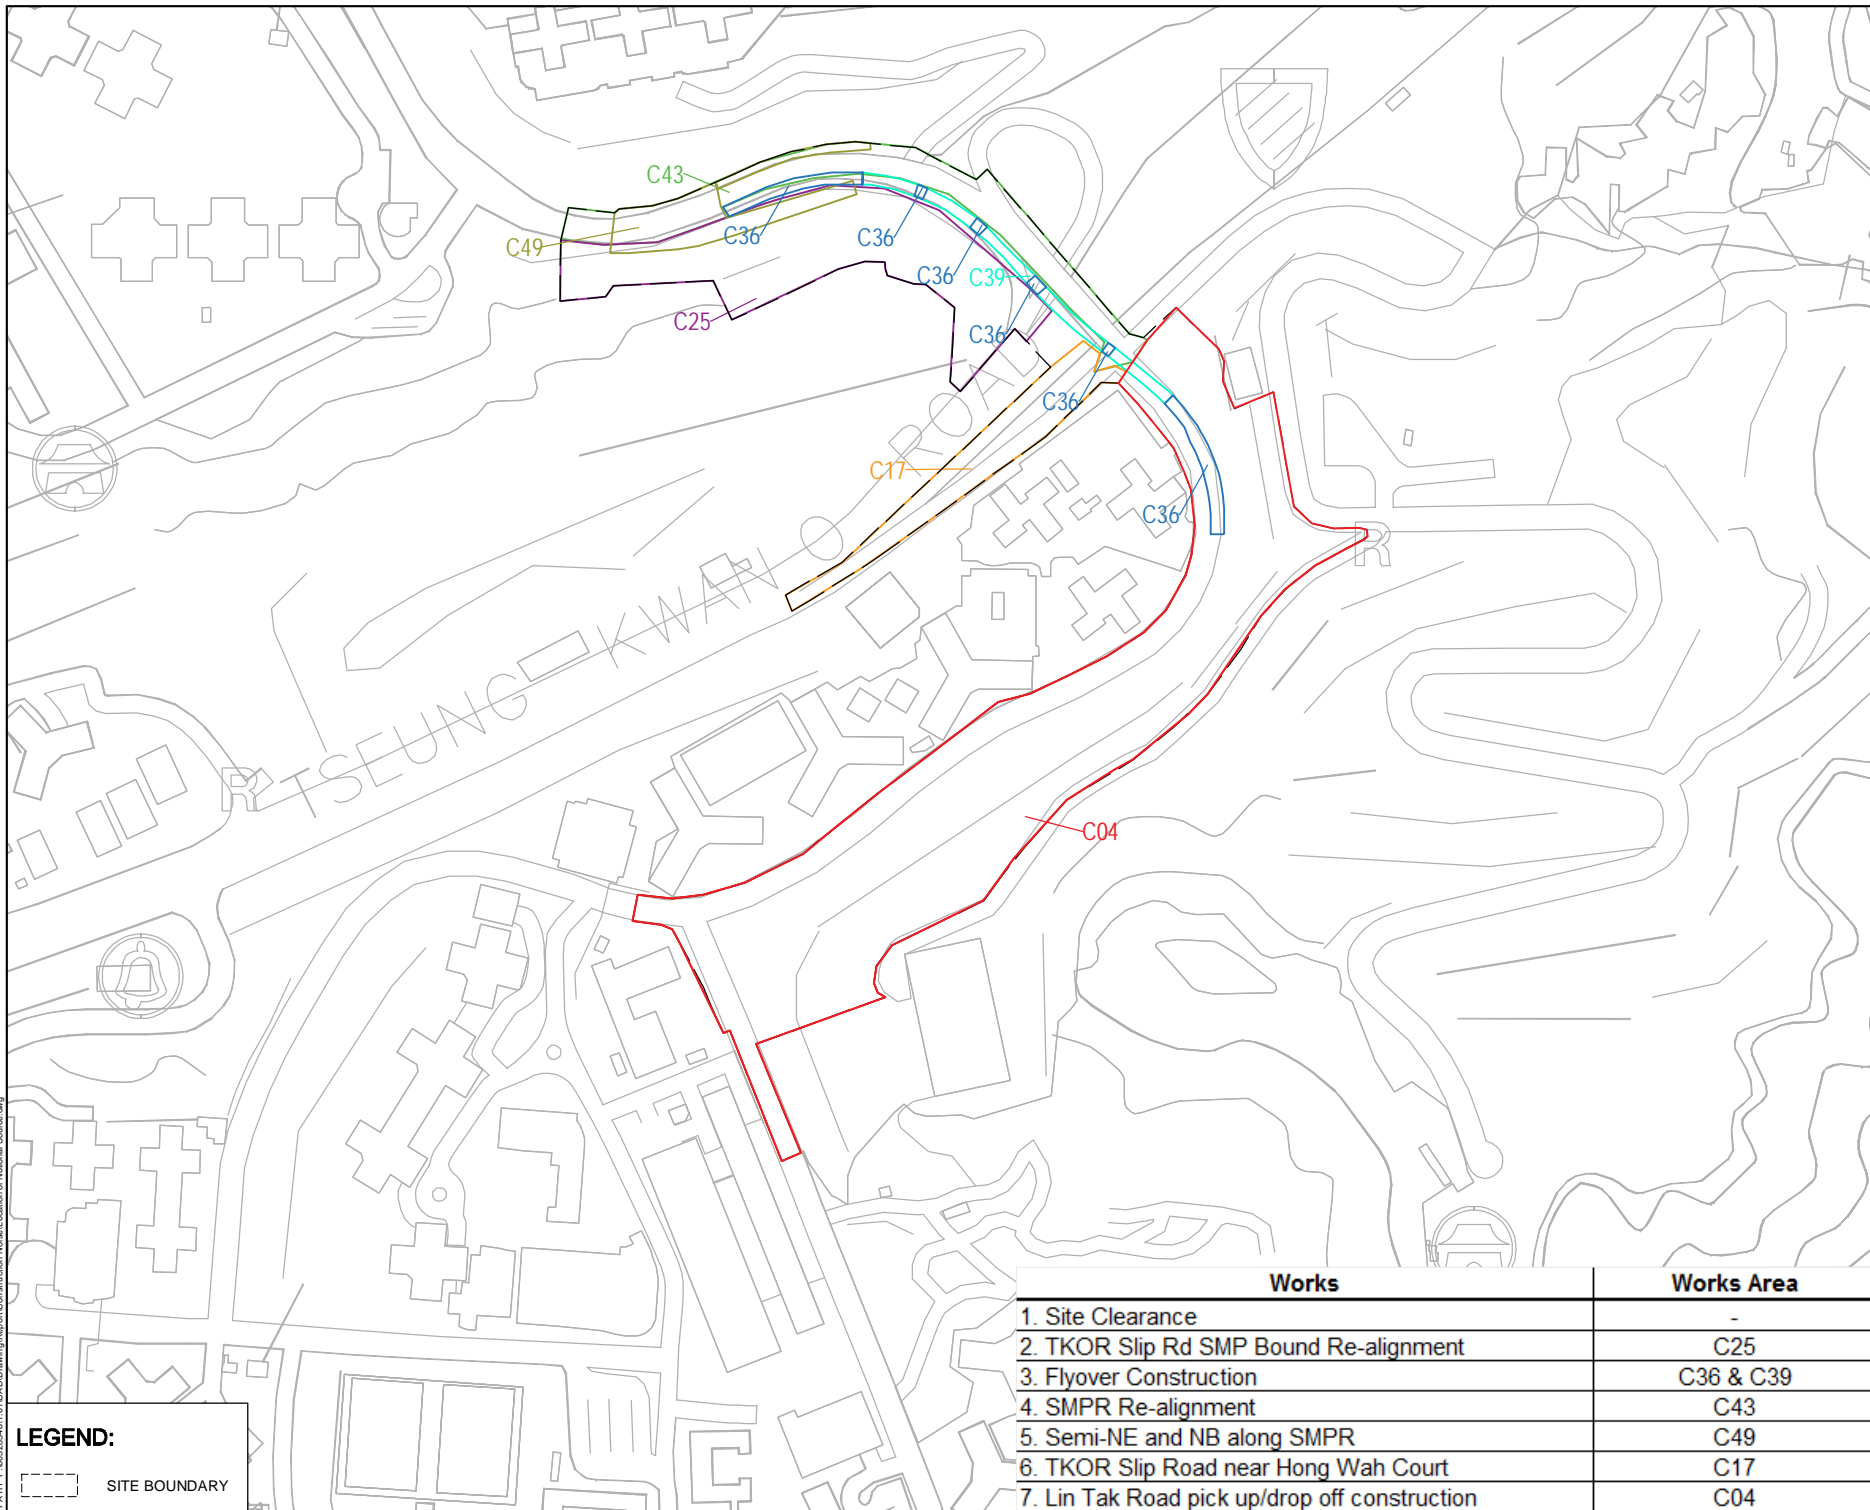 C43
C49
C36
C36
C36
C39
C25
C36
C36
C17
C36
TSEUNG KWAN O ROAD
R
R
C04
Works Works Area
1. Site Clearance -
2. TKOR Slip Rd SMP Bound Re-alignment C25
3. Flyover Construction C36 & C39
4. SMPR Re-alignment C43
5. Semi-NE and NB along SMPR C49
6. TKOR Slip Road near Hong Wah Court C17
7. Lin Tak Road pick up/drop off construction C04
LEGEND:
SITE BOUNDARY